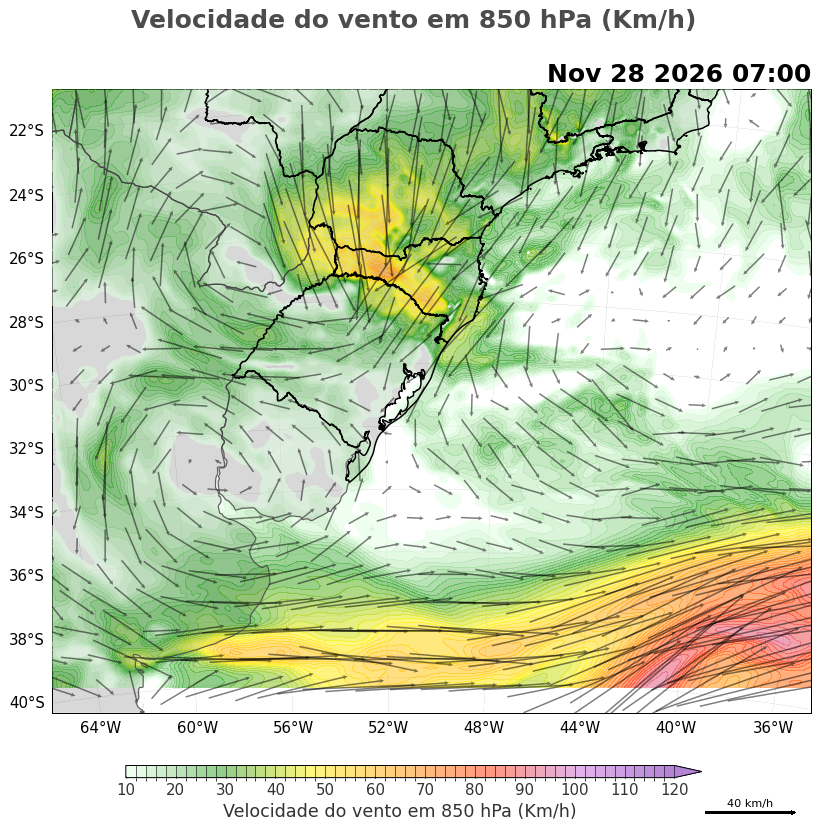 Velocidade do vento em 850 hPa (Km/h)
Nov 28 2026 07:00
22°S
24°S
26°S
28°S
30°S
32°S
34°S
36°S
38°S
40°S
64°W 60°W 56°W 52°W 48°W 44°W 40°W 36°W
10 20 30 40 50 60 70 80 90 100 110 120
Velocidade do vento em 850 hPa (Km/h)
40 km/h